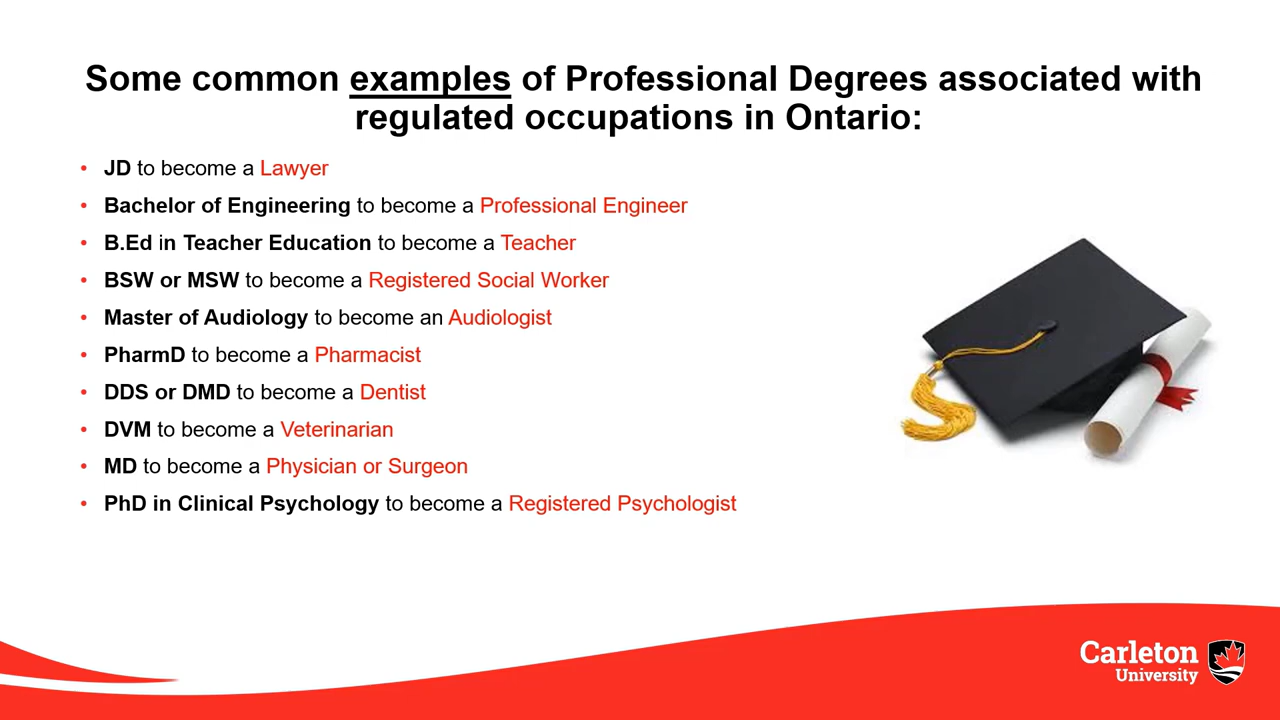 Some common examples of Professional Degrees associated with
regulated occupations in Ontario:
• JD to become a Lawyer
• Bachelor of Engineering to become a Professional Engineer
• B.Ed in Teacher Education to become a Teacher
• BSW or MSW to become a Registered Social Worker
• Master of Audiology to become an Audiologist
• PharmD to become a Pharmacist
• DDS or DMD to become a Dentist
• DVM to become a Veterinarian
• MD to become a Physician or Surgeon
• PhD in Clinical Psychology to become a Registered Psychologist
Carleton
University